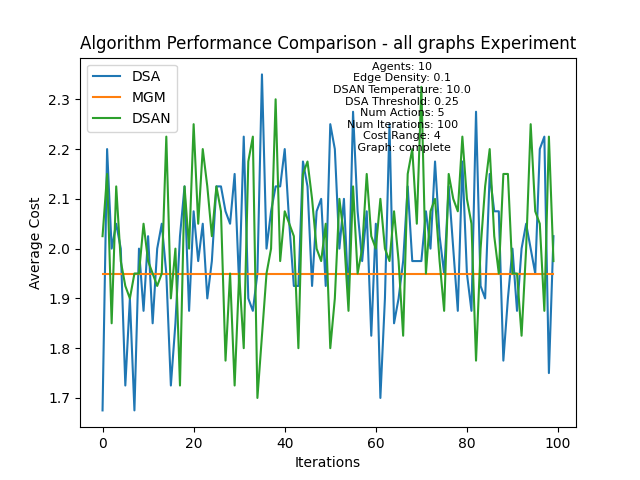 Algorithm Performance Comparison - all graphs Experiment
DSA
MGM
DSAN
Agents: 10
Edge Density: 0.1
DSAN Temperature: 10.0
DSA Threshold: 0.25
Num Actions: 5
Num Iterations: 100
Cost Range: 4
Graph: complete
Average Cost
2.3
2.2
2.1
2.0
1.9
1.8
1.7
0 20 40 60 80 100
Iterations